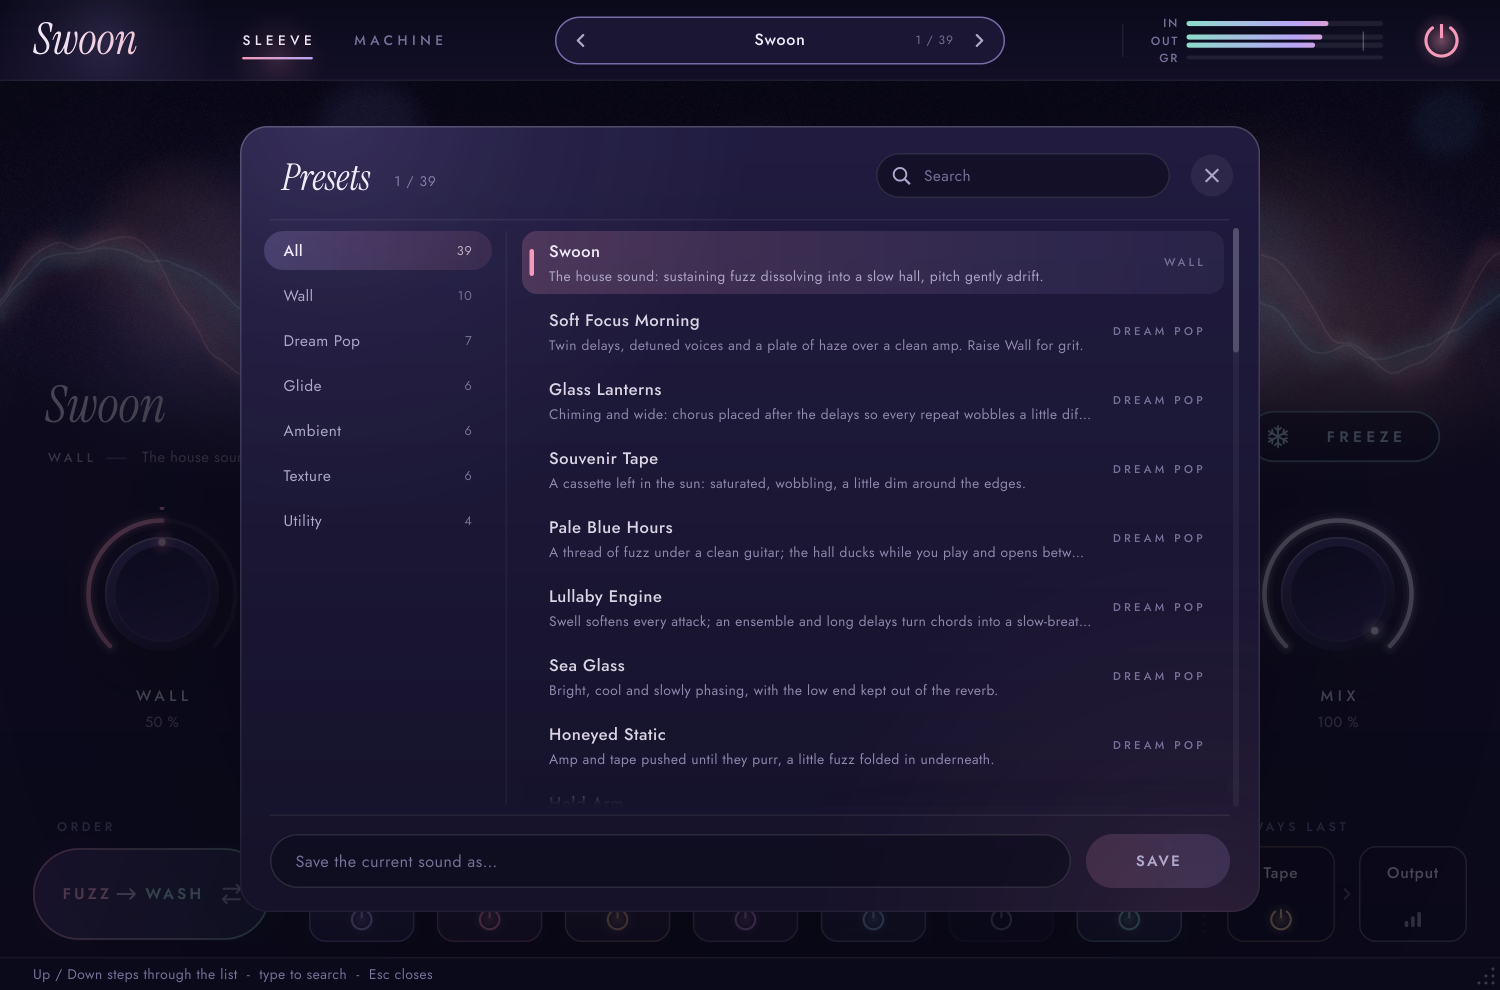 Swoon
SLEEVE
MACHINE
Swoon
1 / 39
IN
OUT
GR
Presets
1 / 39
Search
All 39
Wall 10
Dream Pop 7
Glide 6
Ambient 6
Texture 6
Utility 4
Swoon
The house sound: sustaining fuzz dissolving into a slow hall, pitch gently adrift.
WALL
Soft Focus Morning
Twin delays, detuned voices and a plate of haze over a clean amp. Raise Wall for grit.
DREAM POP
Glass Lanterns
Chiming and wide: chorus placed after the delays so every repeat wobbles a little dif...
DREAM POP
Souvenir Tape
A cassette left in the sun: saturated, wobbling, a little dim around the edges.
DREAM POP
Pale Blue Hours
A thread of fuzz under a clean guitar; the hall ducks while you play and opens betw...
DREAM POP
Lullaby Engine
Swell softens every attack; an ensemble and long delays turn chords into a slow-breat...
DREAM POP
Sea Glass
Bright, cool and slowly phasing, with the low end kept out of the reverb.
DREAM POP
Honeyed Static
Amp and tape pushed until they purr, a little fuzz folded in underneath.
DREAM POP
Save the current sound as...
SAVE
Swoon
WALL — The house sour
FREEZE
WALL
50 %
MIX
100 %
ORDER
AYS LAST
FUZZ → WASH
Tape
Output
Up / Down steps through the list - type to search - Esc closes